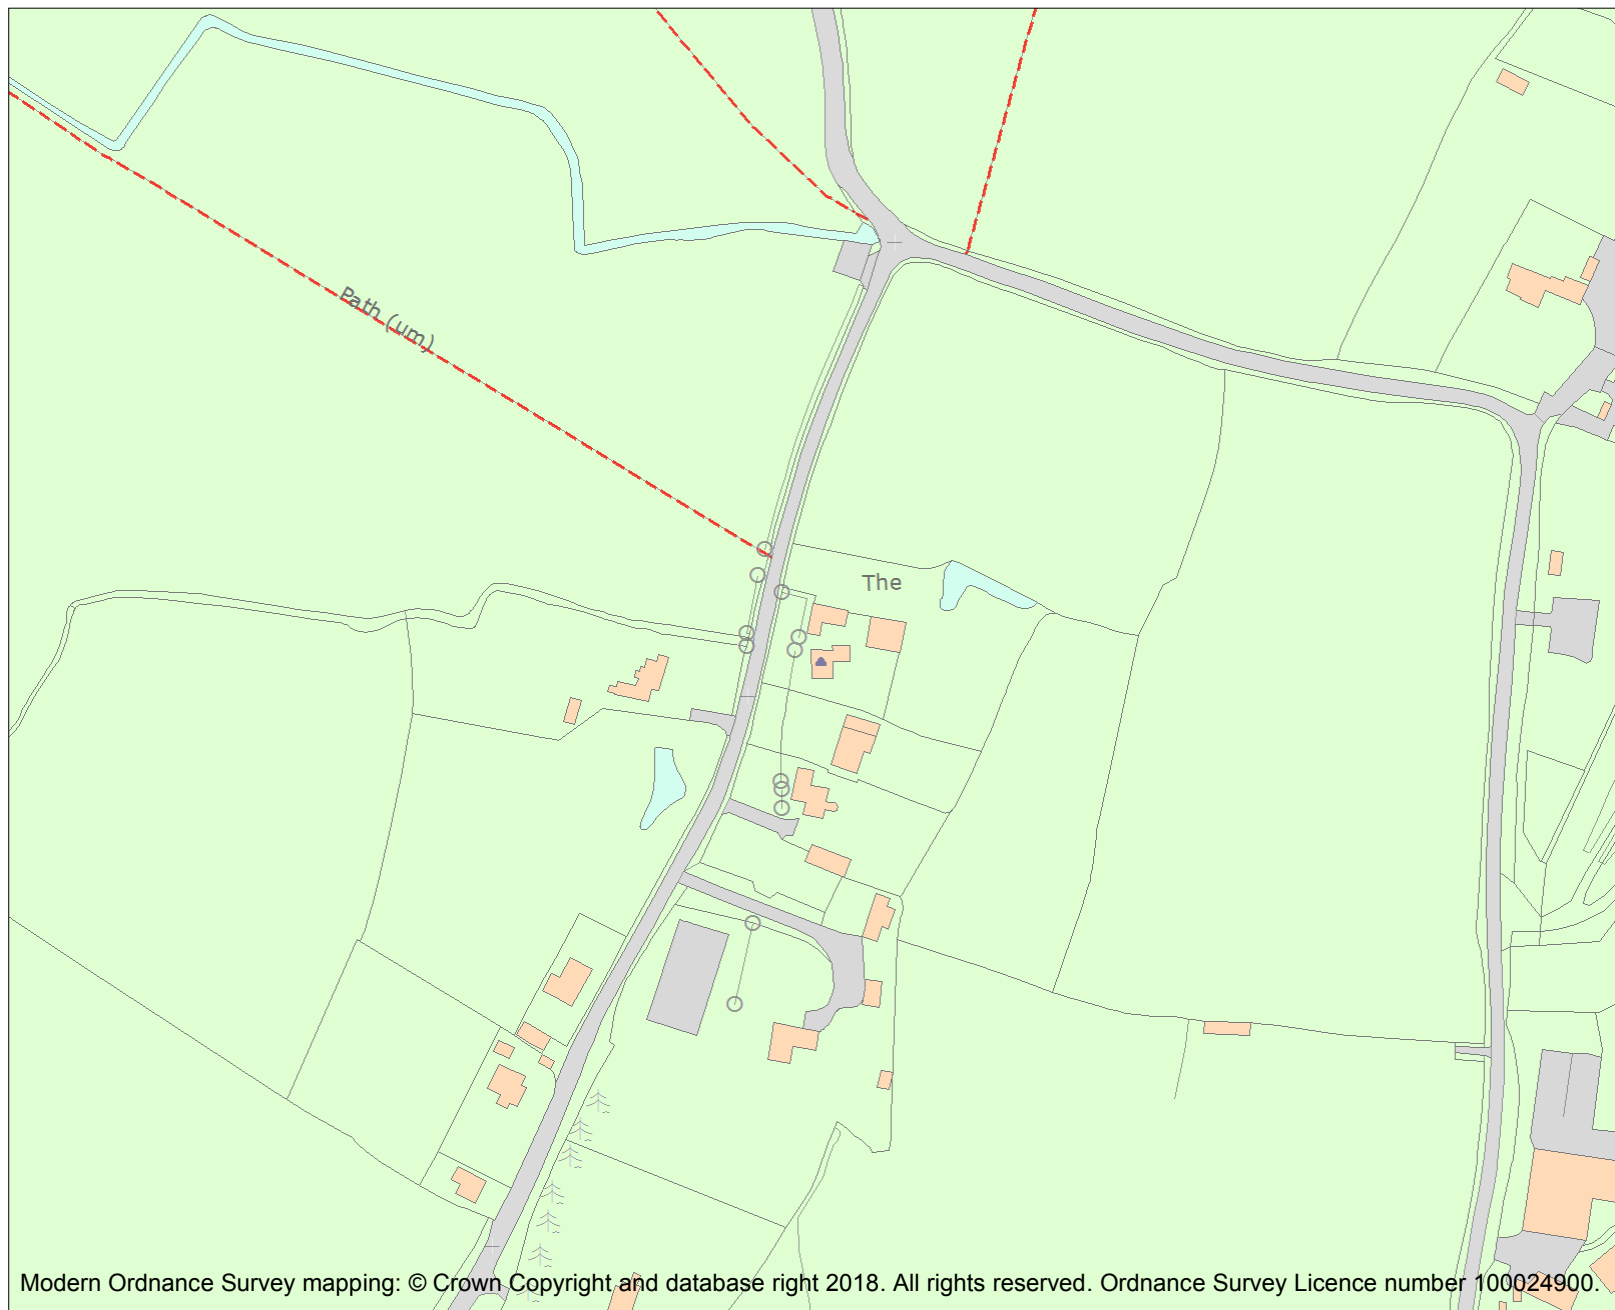 Path (um)
The
Modern Ordnance Survey mapping: © Crown Copyright and database right 2018. All rights reserved. Ordnance Survey Licence number 100024900.